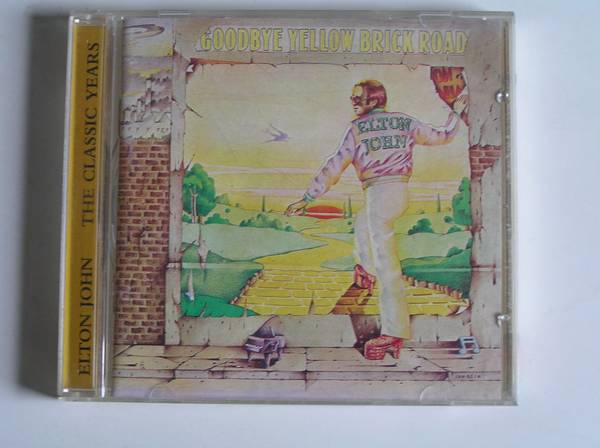 GOODBYE YELLOW BRICK ROAD
ELTON
JOHN
ELTON JOHN THE CLASSIC YEARS